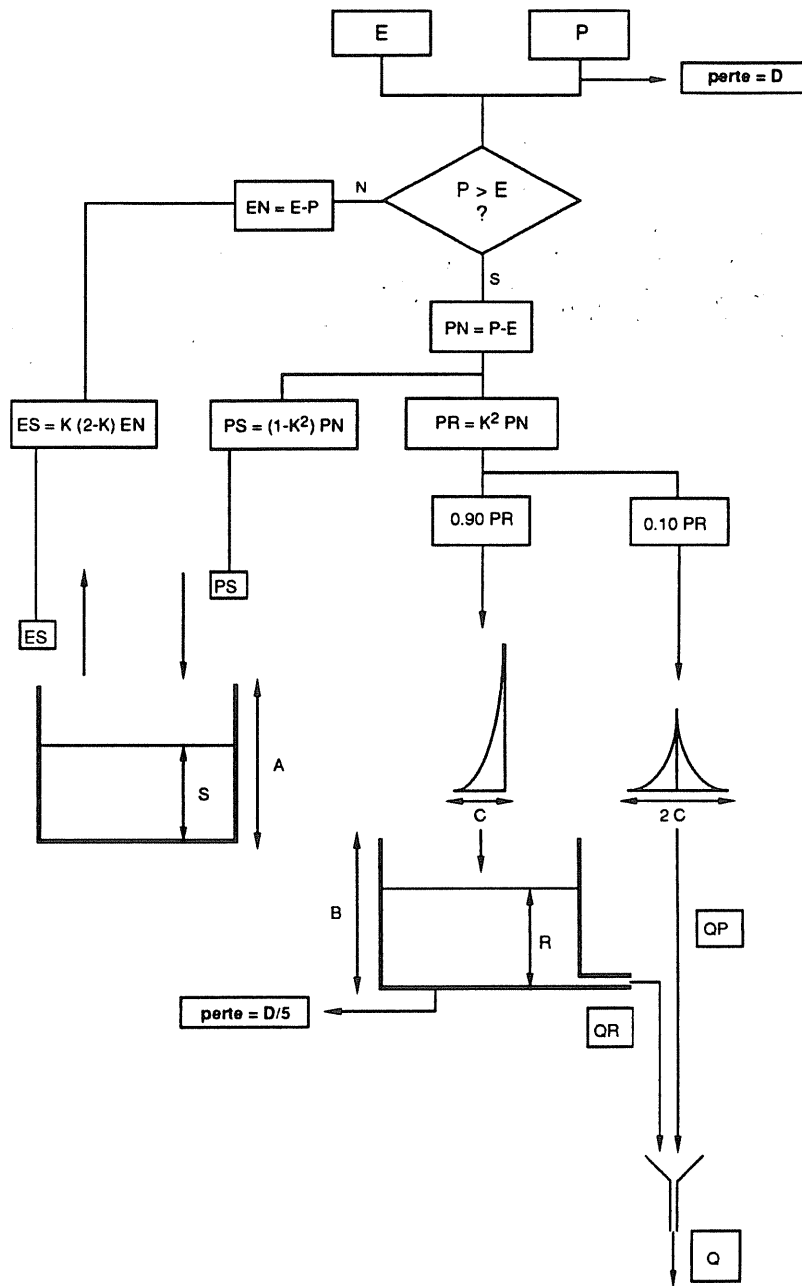 E
P
perte = D
P > E
?
N
EN = E-P
S
PN = P-E
ES = K (2-K) EN
PS = (1-K²) PN
PR = K² PN
0.90 PR
0.10 PR
PS
ES
A
S
C
2 C
B
R
QP
perte = D/5
QR
Q